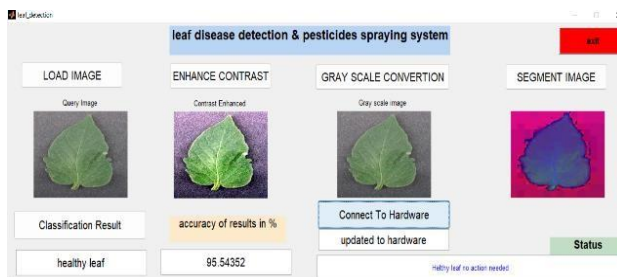 leaf_detection
leaf disease detection & pesticides spraying system
exit
LOAD IMAGE
ENHANCE CONTRAST
GRAY SCALE CONVERTION
SEGMENT IMAGE
Query Image
Contrast Enhanced
Gray scale image
Classification Result
accuracy of results in %
Connect To Hardware
updated to hardware
Status
healthy leaf
95.54352
Helthy leaf no action needed